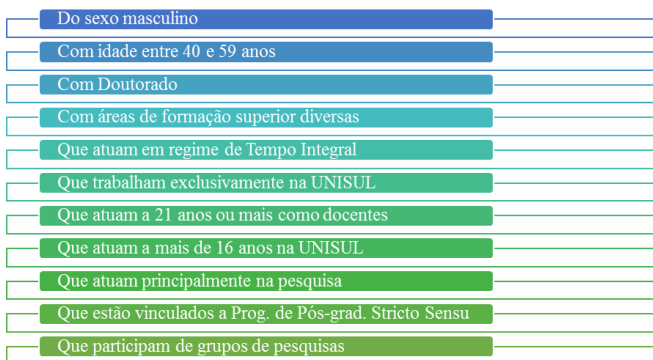 Do sexo masculino
Com idade entre 40 e 59 anos
Com Doutorado
Com áreas de formação superior diversas
Que atuam em regime de Tempo Integral
Que trabalham exclusivamente na UNISUL
Que atuam a 21 anos ou mais como docentes
Que atuam a mais de 16 anos na UNISUL
Que atuam principalmente na pesquisa
Que estão vinculados a Prog. de Pós-grad. Stricto Sensu
Que participam de grupos de pesquisas